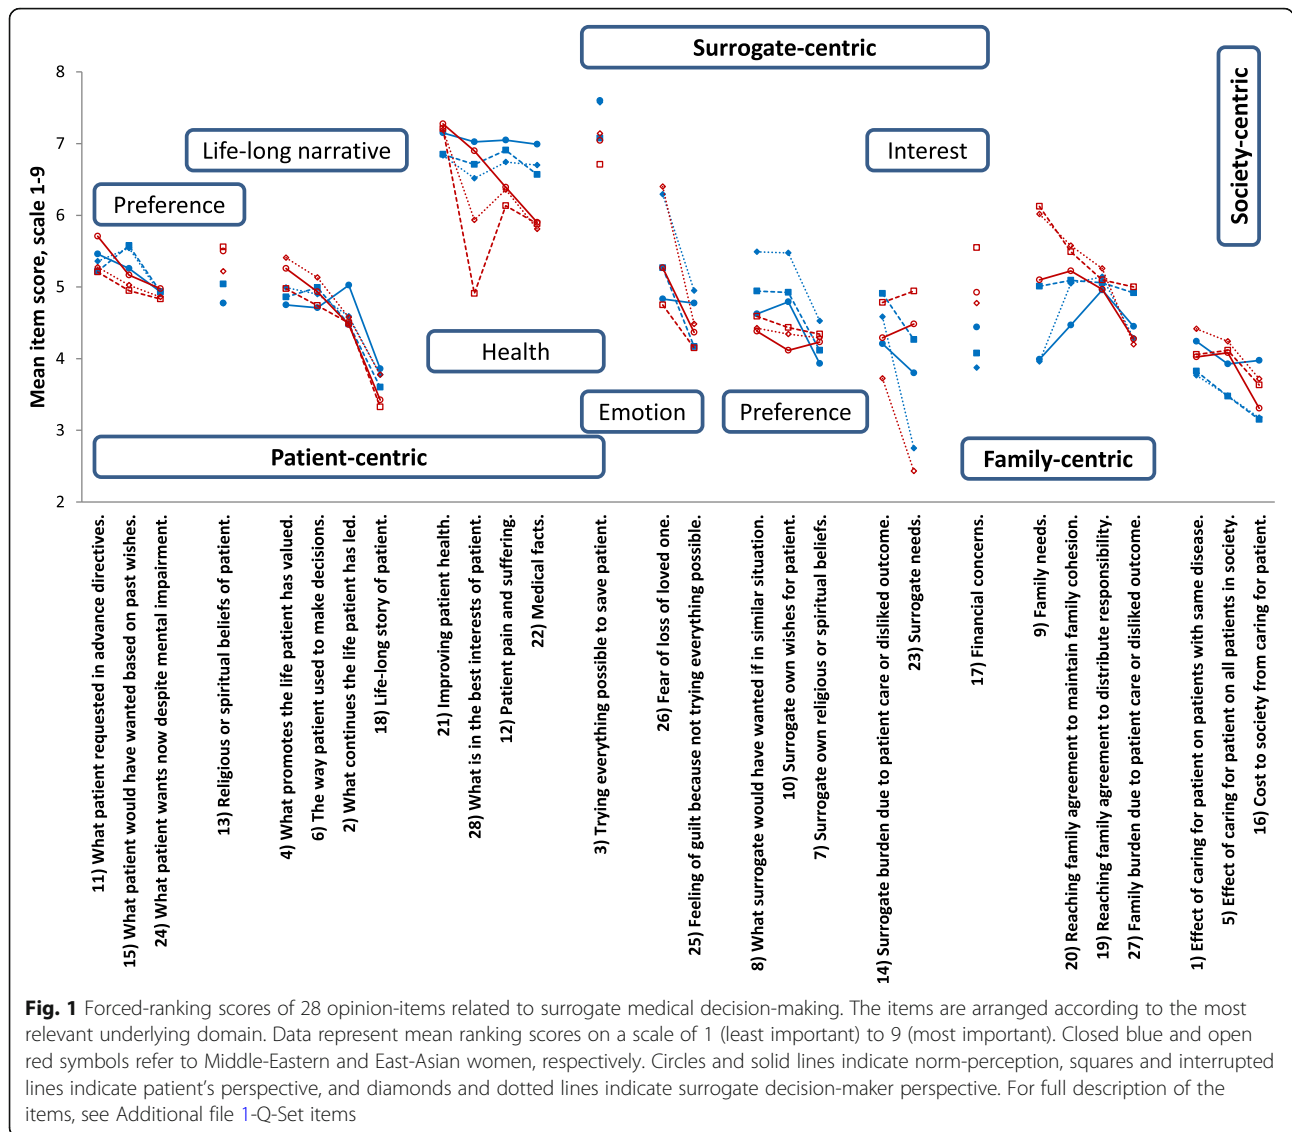 Surrogate-centric
Society-centric
Life-long narrative
Interest
Preference
Health
Emotion
Preference
Patient-centric
Family-centric
Mean item score, scale 1-9
8
7
6
5
4
3
2
11) What patient requested in advance directives.
15) What patient would have wanted based on past wishes.
24) What patient wants now despite mental impairment.
13) Religious or spiritual beliefs of patient.
4) What promotes the life patient has valued.
6) The way patient used to make decisions.
2) What continues the life patient has led.
18) Life-long story of patient.
21) Improving patient health.
28) What is in the best interests of patient.
12) Patient pain and suffering.
22) Medical facts.
3) Trying everything possible to save patient.
26) Fear of loss of loved one.
25) Feeling of guilt because not trying everything possible.
8) What surrogate would have wanted if in similar situation.
10) Surrogate own wishes for patient.
7) Surrogate own religious or spiritual beliefs.
14) Surrogate burden due to patient care or disliked outcome.
23) Surrogate needs.
17) Financial concerns.
9) Family needs.
20) Reaching family agreement to maintain family cohesion.
19) Reaching family agreement to distribute responsibility.
27) Family burden due to patient care or disliked outcome.
1) Effect of caring for patient on patients with same disease.
5) Effect of caring for patient on all patients in society.
16) Cost to society from caring for patient.
Fig. 1 Forced-ranking scores of 28 opinion-items related to surrogate medical decision-making. The items are arranged according to the most
relevant underlying domain. Data represent mean ranking scores on a scale of 1 (least important) to 9 (most important). Closed blue and open
red symbols refer to Middle-Eastern and East-Asian women, respectively. Circles and solid lines indicate norm-perception, squares and interrupted
lines indicate patient's perspective, and diamonds and dotted lines indicate surrogate decision-maker perspective. For full description of the
items, see Additional file 1-Q-Set items